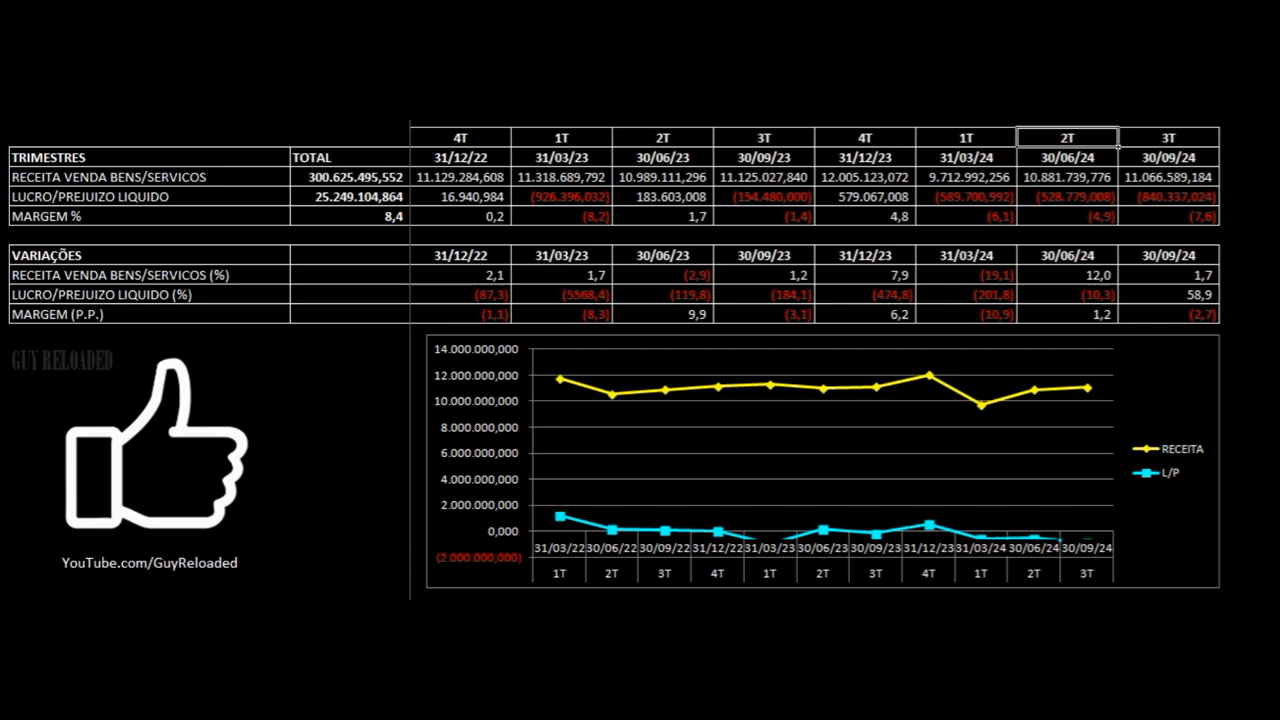 4T 1T 2T 3T 4T 1T 2T 3T
TRIMESTRES TOTAL 31/12/22 31/03/23 30/06/23 30/09/23 31/12/23 31/03/24 30/06/24 30/09/24
RECEITA VENDA BENS/SERVICOS 300.625.495,552 11.129.284,608 11.318.689,792 10.989.111,296 11.125.027,840 12.005.123,072 9.712.992,256 10.881.739,776 11.066.589,184
LUCRO/PREJUIZO LIQUIDO 25.249.104,864 16.940,984 (926.396,032) 183.603,008 (154.480,000) 579.067,008 (589.700,992) (528.779,008) (840.337,024)
MARGEM % 8,4 0,2 (8,2) 1,7 (1,4) 4,8 (6,1) (4,9) (7,6)
VARIAÇÕES 31/12/22 31/03/23 30/06/23 30/09/23 31/12/23 31/03/24 30/06/24 30/09/24
RECEITA VENDA BENS/SERVICOS (%) 2,1 1,7 (2,9) 1,2 7,9 (19,1) 12,0 1,7
LUCRO/PREJUIZO LIQUIDO (%) (87,3) (5568,4) (119,8) (184,1) (474,8) (201,8) (10,3) 58,9
MARGEM (P.P.) (1,1) (8,3) 9,9 (3,1) 6,2 (10,9) 1,2 (2,7)
GUY RELOADED
YouTube.com/GuyReloaded
14.000.000,000
12.000.000,000
10.000.000,000
8.000.000,000
6.000.000,000
4.000.000,000
2.000.000,000
0,000
(2.000.000,000)
31/03/22 30/06/22 30/09/22 31/12/22 31/03/23 30/06/23 30/09/23 31/12/23 31/03/24 30/06/24 30/09/24
1T 2T 3T 4T 1T 2T 3T 4T 1T 2T 3T
RECEITA
L/P